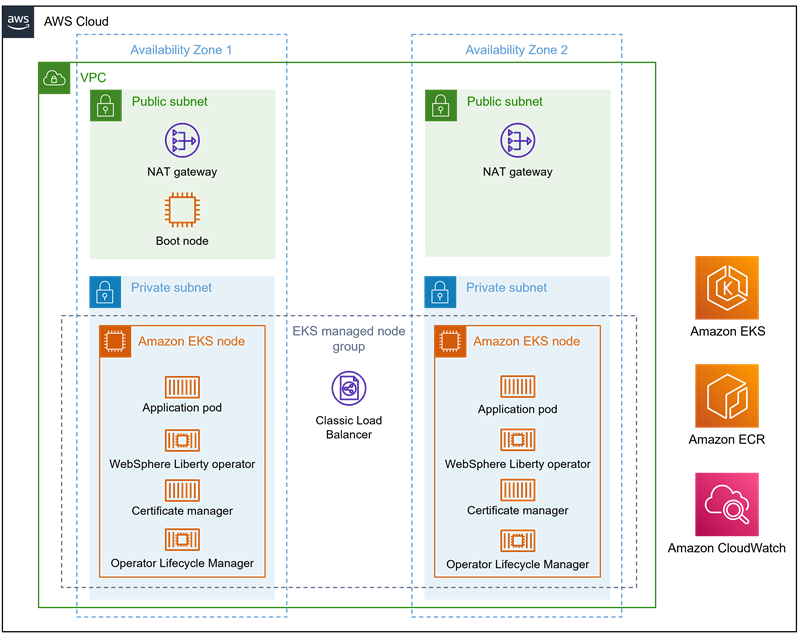 aws
AWS Cloud
Availability Zone 1
Availability Zone 2
VPC
Public subnet
NAT gateway
Boot node
Public subnet
NAT gateway
Private subnet
Amazon EKS node
Application pod
WebSphere Liberty operator
Certificate manager
Operator Lifecycle Manager
EKS managed node
group
Classic Load
Balancer
Private subnet
Amazon EKS node
Application pod
WebSphere Liberty operator
Certificate manager
Operator Lifecycle Manager
K
Amazon EKS
Amazon ECR
Amazon CloudWatch